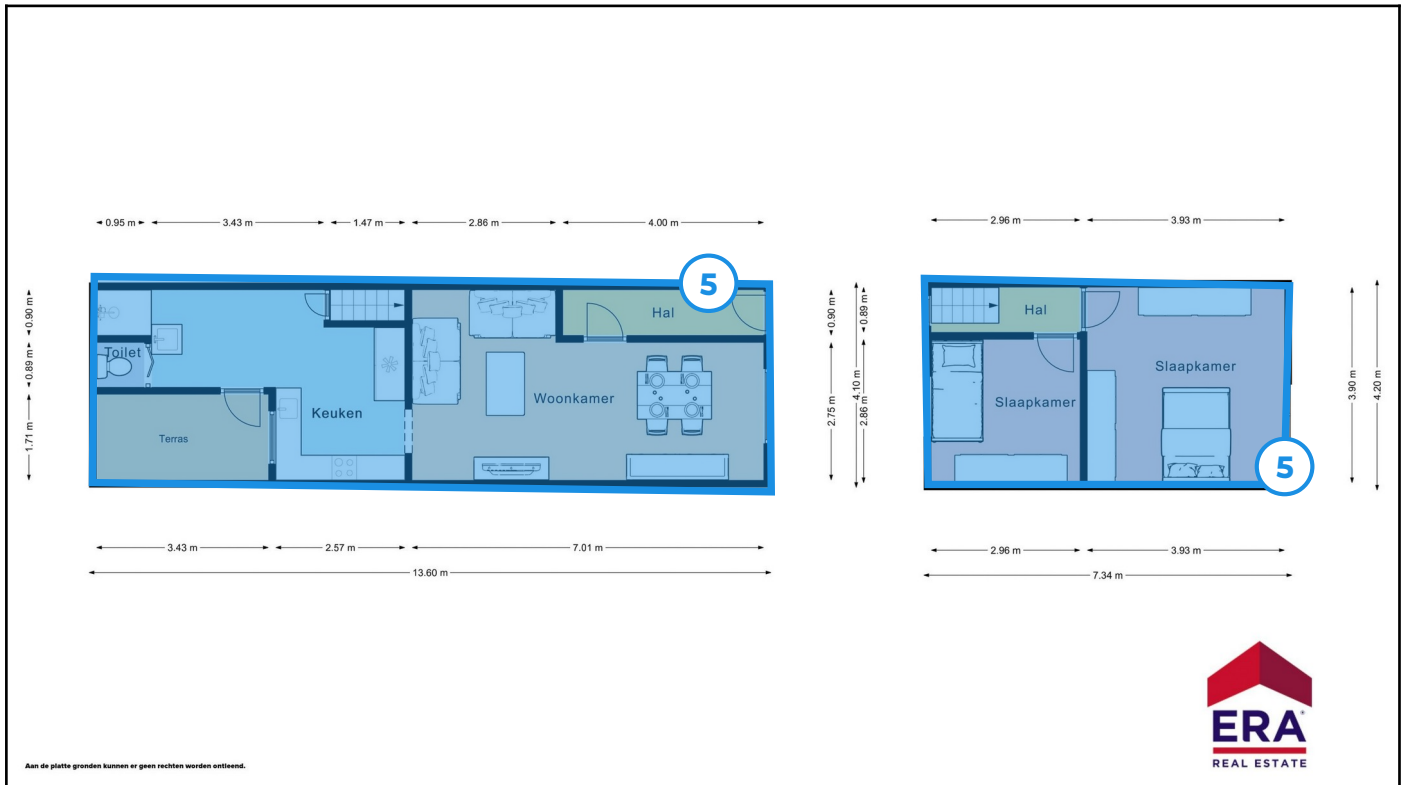 0.95 m
3.43 m
1.47 m
2.86 m
4.00 m
2.96 m
3.93 m
5
0.90 m
0.89 m
1.71 m
Toilet
Keuken
Terras
Woonkamer
Hal
0.90 m
2.75 m
4.10 m
0.89 m
2.86 m
Hal
Slaapkamer
Slaapkamer
5
3.90 m
4.20 m
3.43 m
2.57 m
7.01 m
13.60 m
2.96 m
3.93 m
7.34 m
ERA®
REAL ESTATE
Aan de platte gronden kunnen er geen rechten worden ontleend.